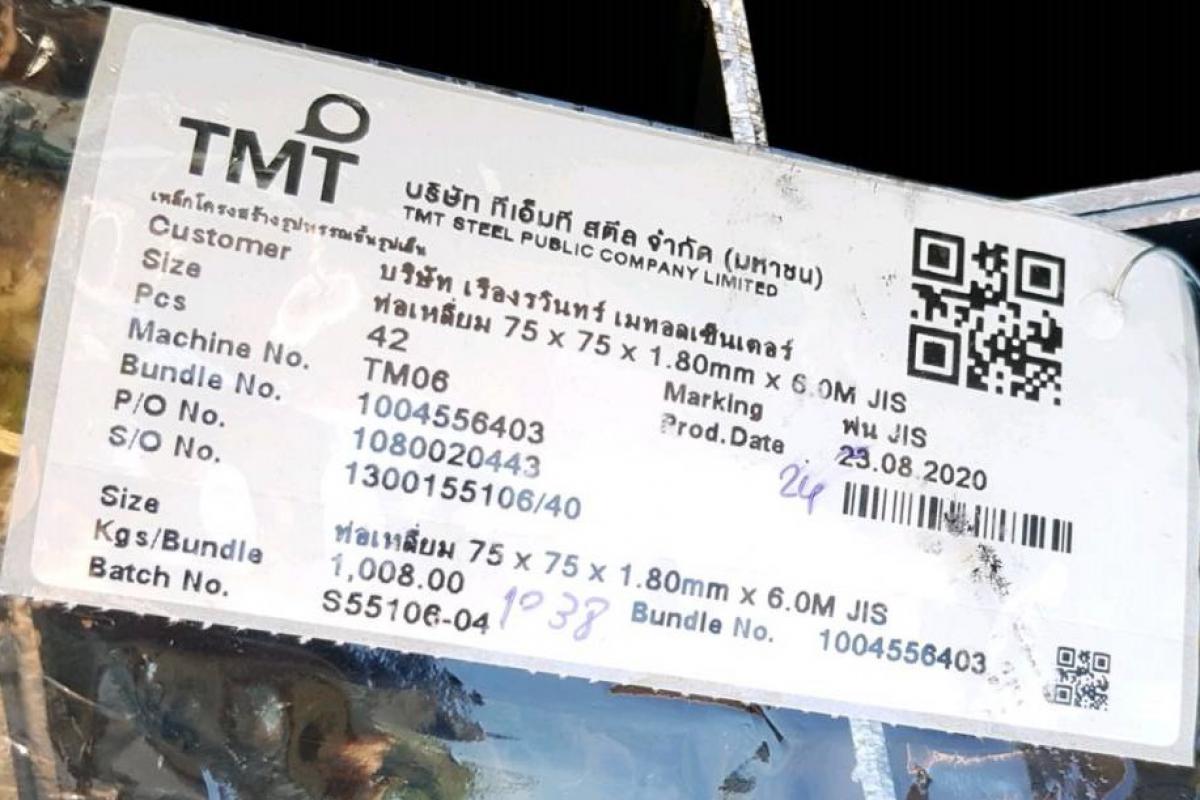 TMT
เหล็กโครงสร้างรูปพรรณขึ้นรูปเย็น
บริษัท ทีเอ็มที สตีล จำกัด (มหาชน)
TMT STEEL PUBLIC COMPANY LIMITED
Customer บริษัท เรืองรวินทร์ เมทอลเซ็นเตอร์
Size ท่อเหลี่ยม 75 x 75 x 1.80mm x 6.0M JIS
Pcs 42 Marking พ่น JIS
Machine No. TM06 Prod.Date . 23.08.2020
24
Bundle No. 1004556403
P/O No. 1080020443
S/O No. 1300155106/40
Size ท่อเหลี่ยม 75 x 75 x 1.80mm x 6.0M JIS
Kgs/Bundle 1,008.00 Bundle No. 1004556403
Batch No. S55106-04 1038